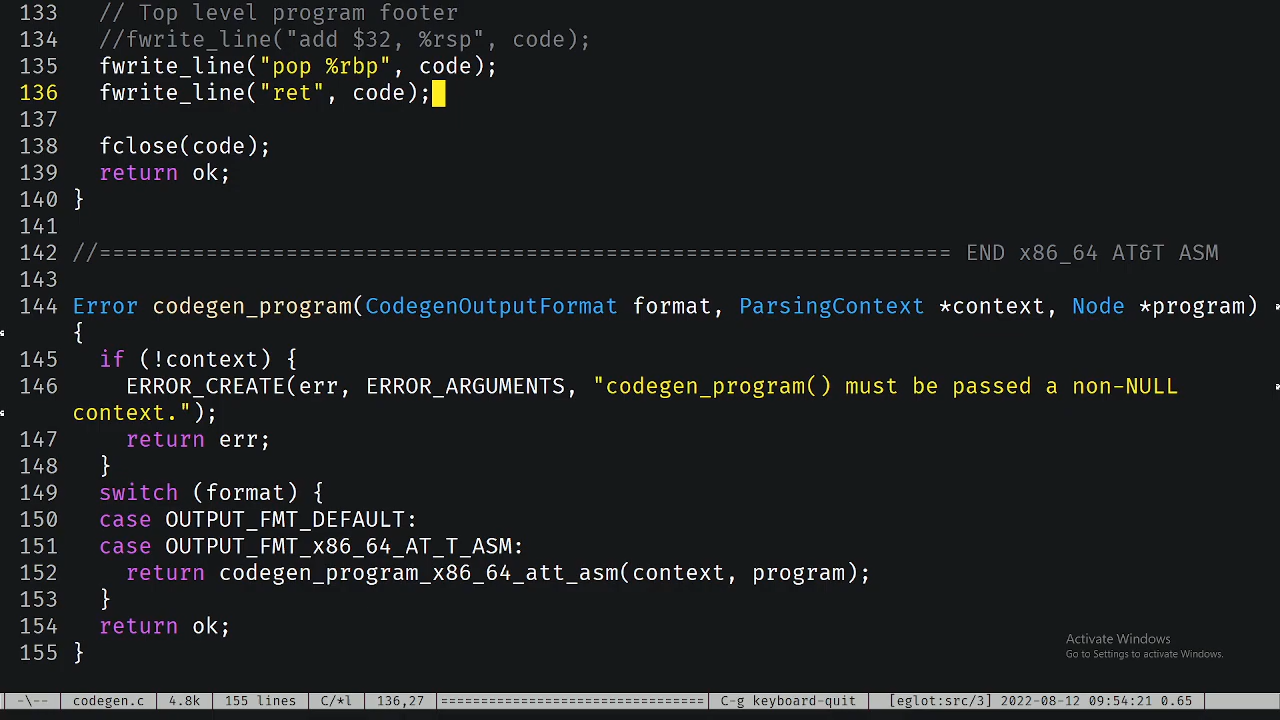 133   // Top level program footer
134   //fwrite_line("add $32, %rsp", code);
135   fwrite_line("pop %rbp", code);
136   fwrite_line("ret", code);
137
138   fclose(code);
139   return ok;
140 }
141
142 //================================================================ END x86_64 AT&T ASM
143
144 Error codegen_program(CodegenOutputFormat format, ParsingContext *context, Node *program)
{
145   if (!context) {
146     ERROR_CREATE(err, ERROR_ARGUMENTS, "codegen_program() must be passed a non-NULL
context.");
147     return err;
148   }
149   switch (format) {
150   case OUTPUT_FMT_DEFAULT:
151   case OUTPUT_FMT_x86_64_AT_T_ASM:
152     return codegen_program_x86_64_att_asm(context, program);
153   }
154   return ok;
155 }
Activate Windows
Go to Settings to activate Windows.
-\-- codegen.c 4.8k 155 lines C/*l 136,27 ================================ C-g keyboard-quit [eglot:src/3] 2022-08-12 09:54:21 0.65